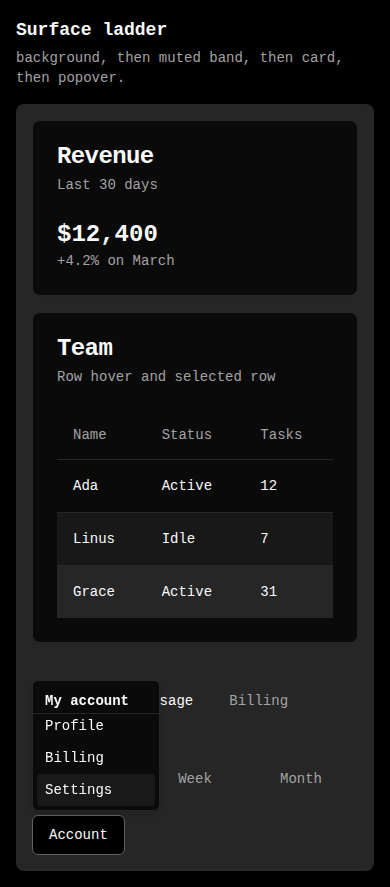 Surface ladder
background, then muted band, then card,
then popover.
Revenue
Last 30 days
$12,400
+4.2% on March
Team
Row hover and selected row
Name Status Tasks
Ada Active 12
Linus Idle 7
Grace Active 31
My account Billing
Profile
Billing
Week Month
Settings
Account